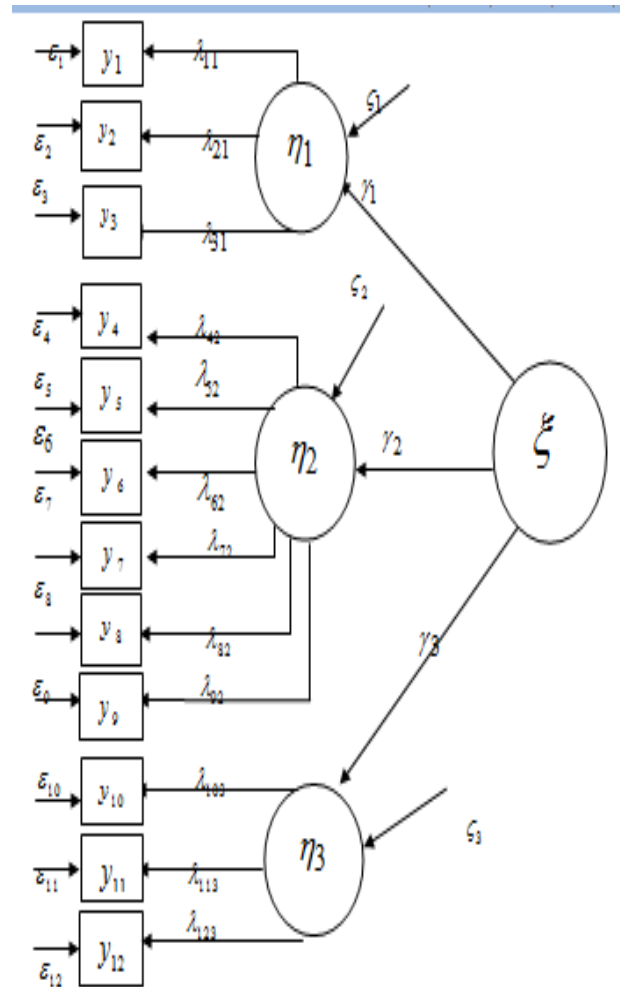 ε₁ y₁ λ₁₁
ς₁
ε₂ y₂ λ₂₁ η₁
ε₃ y₃ λ₃₁ γ₁
ς₂
ε₄ y₄ λ₄₂
ε₅ y₅ λ₅₂
ε₆ y₆ λ₆₂ η₂ γ₂ ξ
ε₇ y₇ λ₇₂
ε₈ y₈ λ₈₂ γ₃
ε₉ y₉ λ₉₂
ε₁₀ y₁₀ λ₁₀₃
ς₃
ε₁₁ y₁₁ λ₁₁₃ η₃
ε₁₂ y₁₂ λ₁₂₃